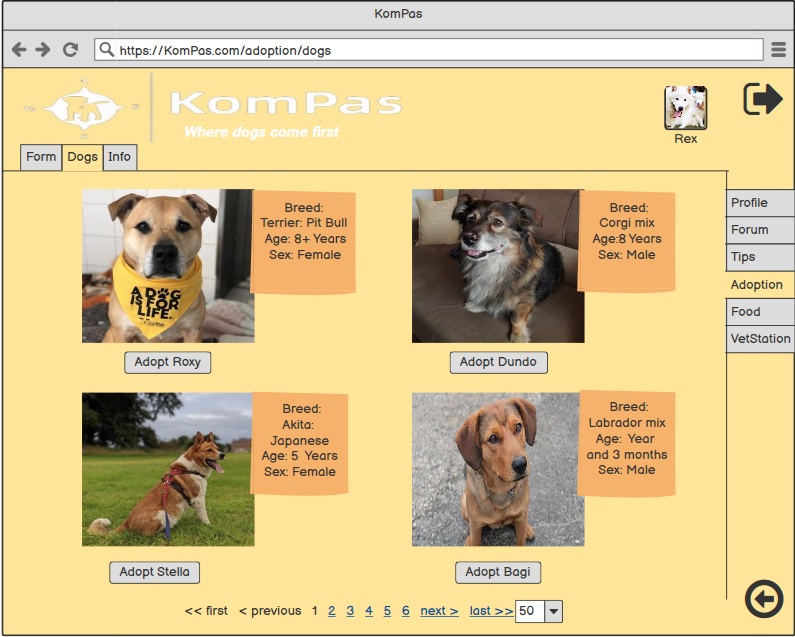 KomPas
https://KomPas.com/adoption/dogs
KomPas
Where dogs come first
Rex
Form Dogs Info
Breed:
Terrier: Pit Bull
Age: 8+ Years
Sex: Female
A DOG
IS FOR
LIFE.
Adopt Roxy
Breed:
Corgi mix
Age:8 Years
Sex: Male
Adopt Dundo
Profile
Forum
Tips
Adoption
Food
VetStation
Breed:
Akita:
Japanese
Age: 5 Years
Sex: Female
Adopt Stella
Breed:
Labrador mix
Age: Year
and 3 months
Sex: Male
Adopt Bagi
<< first < previous 1 2 3 4 5 6 next > last >> 50